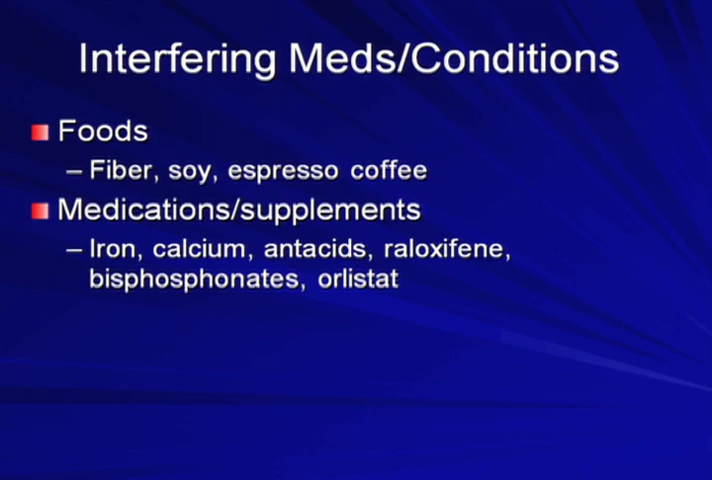 Interfering Meds/Conditions
Foods
– Fiber, soy, espresso coffee
Medications/supplements
– Iron, calcium, antacids, raloxifene,
bisphosphonates, orlistat